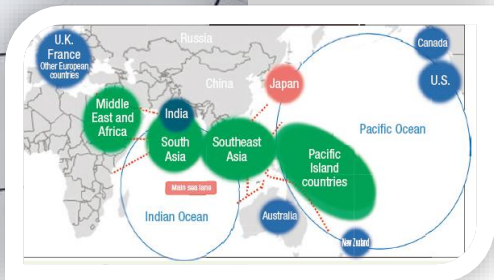 U.K.
France
Other European
countries
Russia
Canada
U.S.
China
Japan
Middle
East and
Africa
India
South
Asia
Southeast
Asia
Pacific Ocean
Pacific
Island
countries
Main sea lane
Indian Ocean
Australia
New Zealand